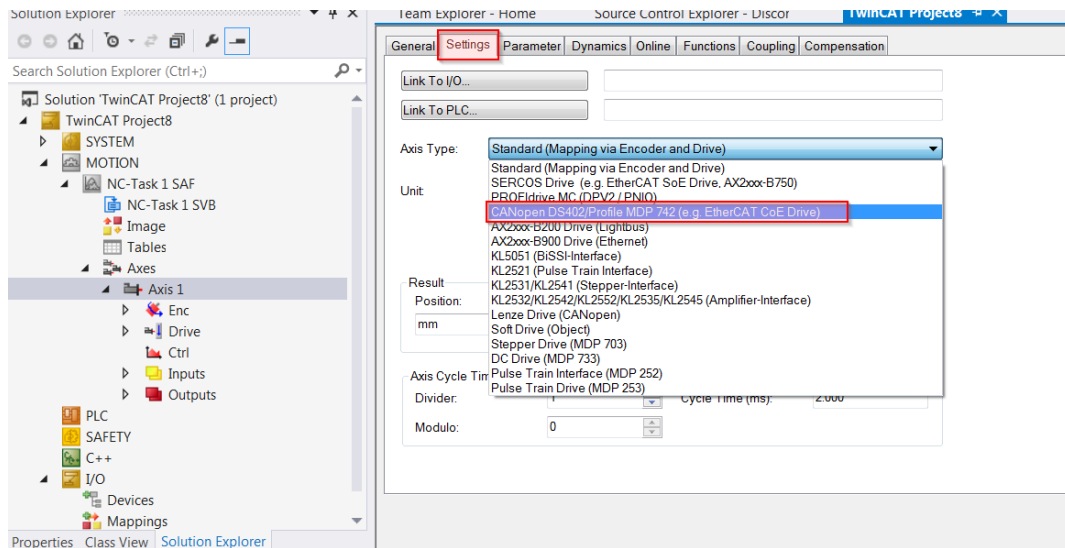 Solution Explorer
Team Explorer - Home
Source Control Explorer - Discor
TwinCAT Project8
Search Solution Explorer (Ctrl+;)
Solution 'TwinCAT Project8' (1 project)
TwinCAT Project8
SYSTEM
MOTION
NC-Task 1 SAF
NC-Task 1 SVB
Image
Tables
Axes
Axis 1
Enc
Drive
Ctrl
Inputs
Outputs
PLC
SAFETY
C++
I/O
Devices
Mappings
Properties Class View Solution Explorer
General Settings Parameter Dynamics Online Functions Coupling Compensation
Link To I/O...
Link To PLC...
Axis Type: Standard (Mapping via Encoder and Drive)
Standard (Mapping via Encoder and Drive)
SERCOS Drive (e.g. EtherCAT SoE Drive, AX2xxx-B750)
Unit:
PROFIdrive MC (DPV2 / PNIO)
CANopen DS402/Profile MDP 742 (e.g. EtherCAT CoE Drive)
AX2xxx-B200 Drive (Lightbus)
AX2xxx-B900 Drive (Ethernet)
KL5051 (BiSSI-Interface)
KL2521 (Pulse Train Interface)
KL2531/KL2541 (Stepper-Interface)
KL2532/KL2542/KL2552/KL2535/KL2545 (Amplifier-Interface)
Lenze Drive (CANopen)
Soft Drive (Object)
Stepper Drive (MDP 703)
DC Drive (MDP 733)
Pulse Train Interface (MDP 252)
Pulse Train Drive (MDP 253)
Result
Position:
mm
Axis Cycle Tim
Divider: 1 Cycle Time (ms): 2.000
Modulo: 0